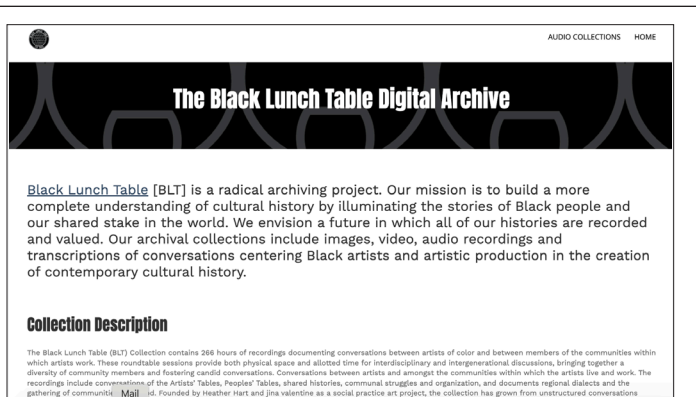 AUDIO COLLECTIONS HOME
The Black Lunch Table Digital Archive
Black Lunch Table [BLT] is a radical archiving project. Our mission is to build a more
complete understanding of cultural history by illuminating the stories of Black people and
our shared stake in the world. We envision a future in which all of our histories are recorded
and valued. Our archival collections include images, video, audio recordings and
transcriptions of conversations centering Black artists and artistic production in the creation
of contemporary cultural history.
Collection Description
The Black Lunch Table (BLT) Collection contains 266 hours of recordings documenting conversations between artists of color and between members of the communities within
which artists work. These roundtable sessions provide both physical space and allotted time for interdisciplinary and intergenerational discussions, bringing together a
diversity of community members and fostering candid conversations. Conversations between artists and amongst the communities within which the artists live and work. The
recordings include conversations of the Artists' Tables, Peoples' Tables, shared histories, communal struggles and organization, and documents regional dialects and the
gathering of Mail Founded by Heather Hart and jina valentine as a social practice art project, the collection has grown from unstructured conversations